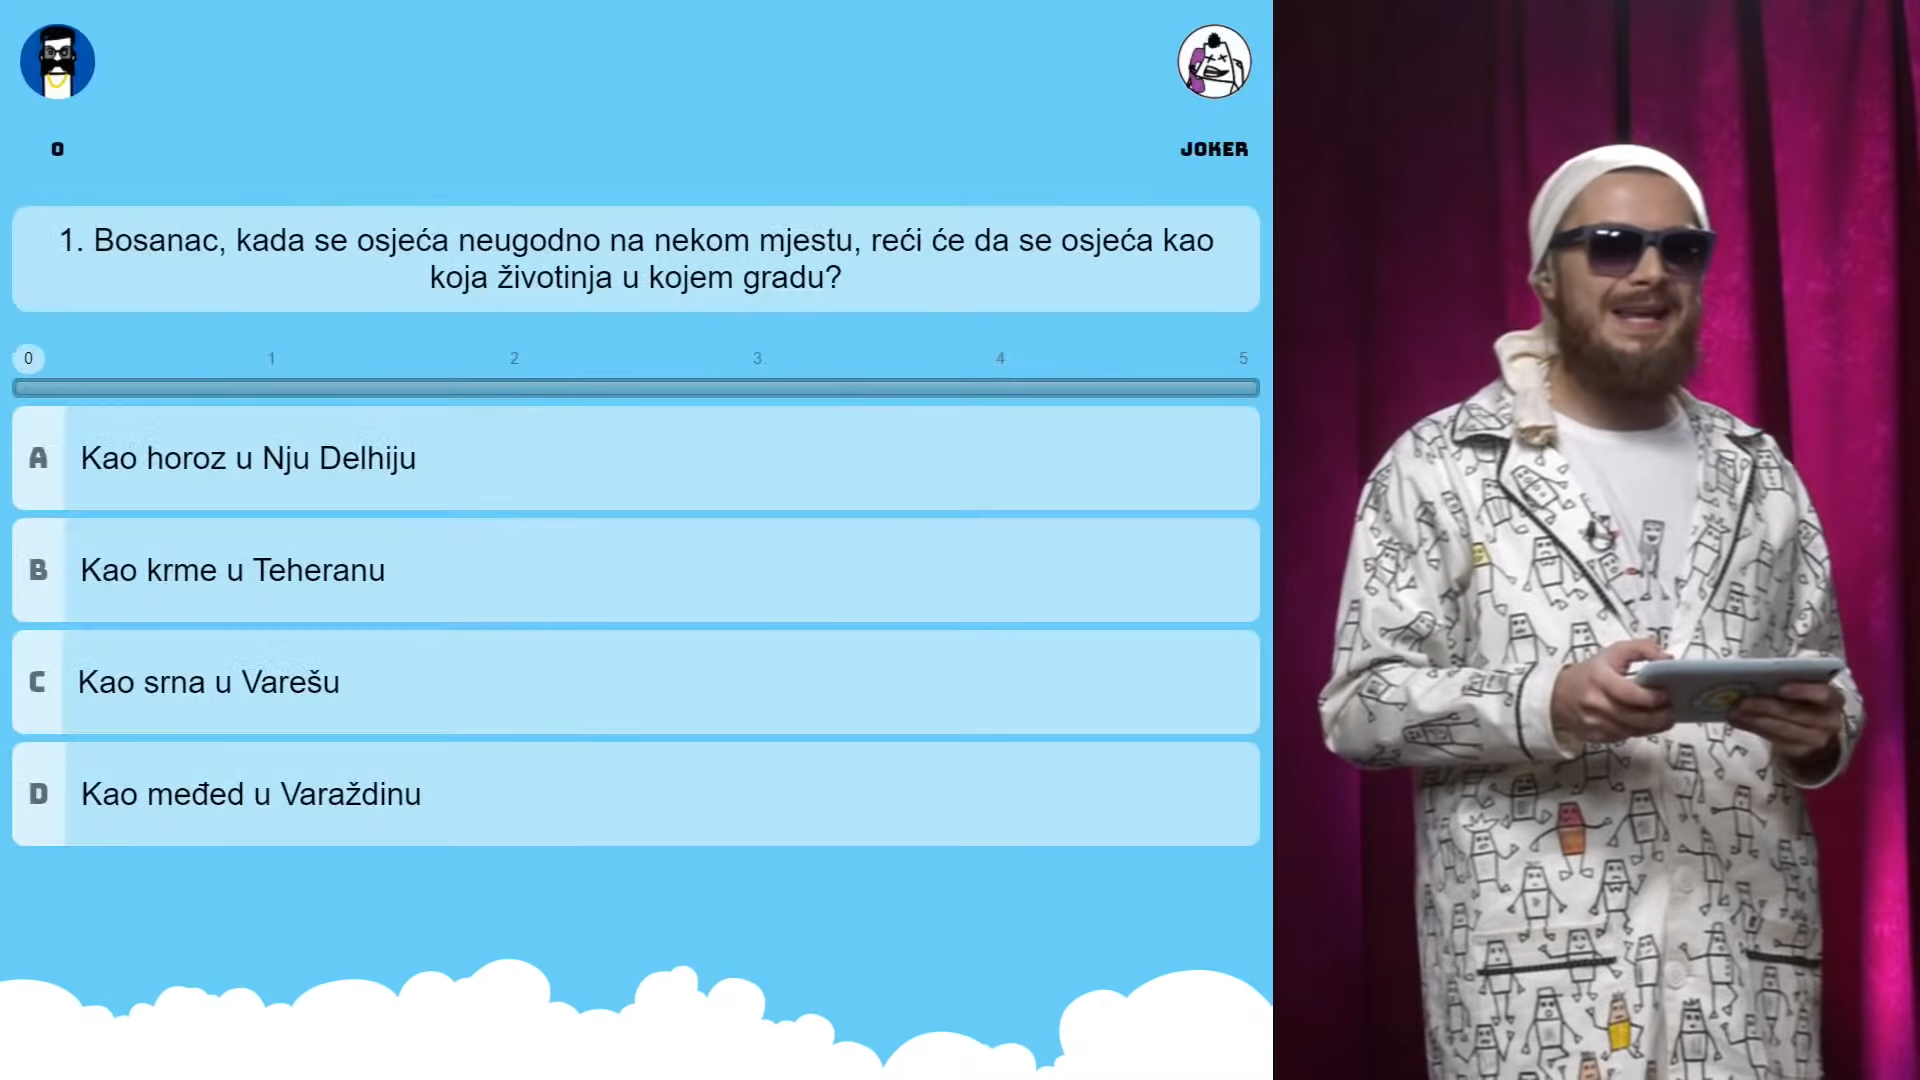 0
JOKER
1. Bosanac, kada se osjeća neugodno na nekom mjestu, reći će da se osjeća kao
koja životinja u kojem gradu?
0 1 2 3 4 5
A Kao horoz u Nju Delhiju
B Kao krme u Teheranu
C Kao srna u Varešu
D Kao međed u Varaždinu